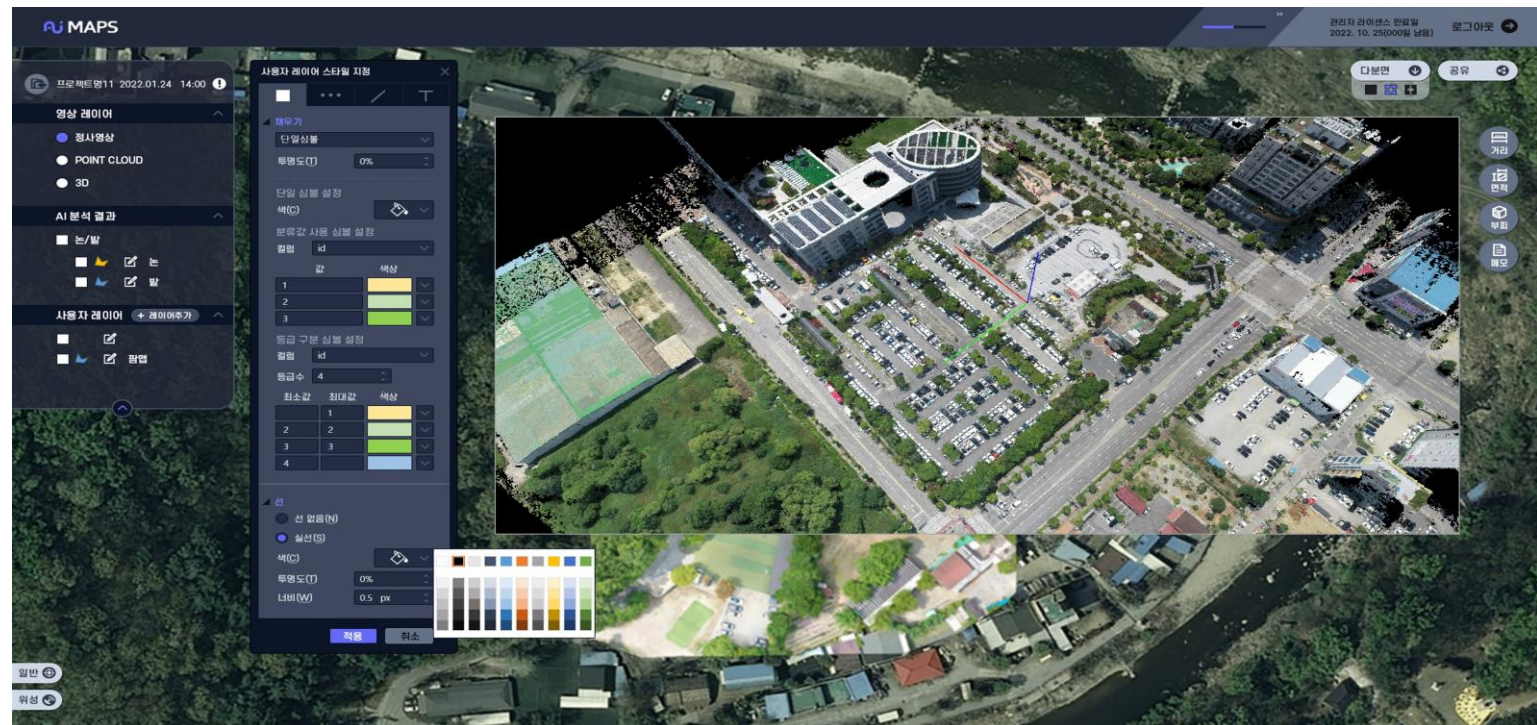 Ai MAPS
관리자 라이센스 만료일
2022. 10. 25(000일 남음)
로그아웃
프로젝트명11 2022.01.24 14:00
영상 레이어
정사영상
POINT CLOUD
3D
AI 분석 결과
논/밭
논
밭
사용자 레이어 + 레이어추가
팜맵
사용자 레이어 스타일 지정
T
채우기
단일심볼
투명도(T) 0%
단일 심볼 설정
색(C)
분류값 사용 심볼 설정
컬럼 id
값 색상
1
2
3
등급 구분 심볼 설정
컬럼 id
등급수 4
최소값 최대값 색상
1
2 2
3 3
4
선
선 없음(N)
실선(S)
색(C)
투명도(T) 0%
너비(W) 0.5 px
적용 취소
다분면
공유
거리
면적
부피
메모
일반
위성